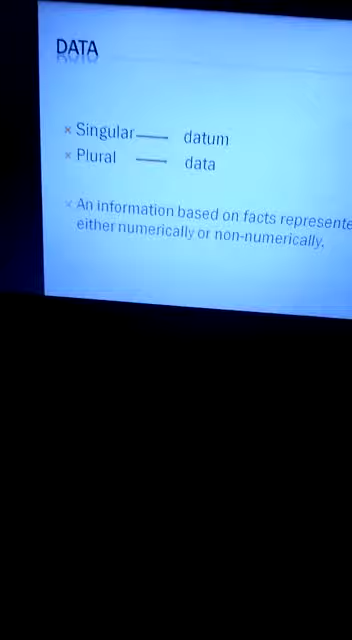 DATA
× Singular—— datum
× Plural —— data
× An information based on facts represente
either numerically or non-numerically.